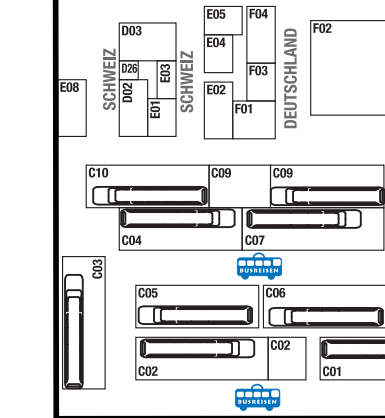 E05
F04
F02
D03
E04
SCHWEIZ
SCHWEIZ
DEUTSCHLAND
D26
E03
F03
E08
D02
E01
E02
F01
C10
C09
C09
C04
C07
C03
BUSREISEN
C05
C06
C02
C02
C01
BUSREISEN